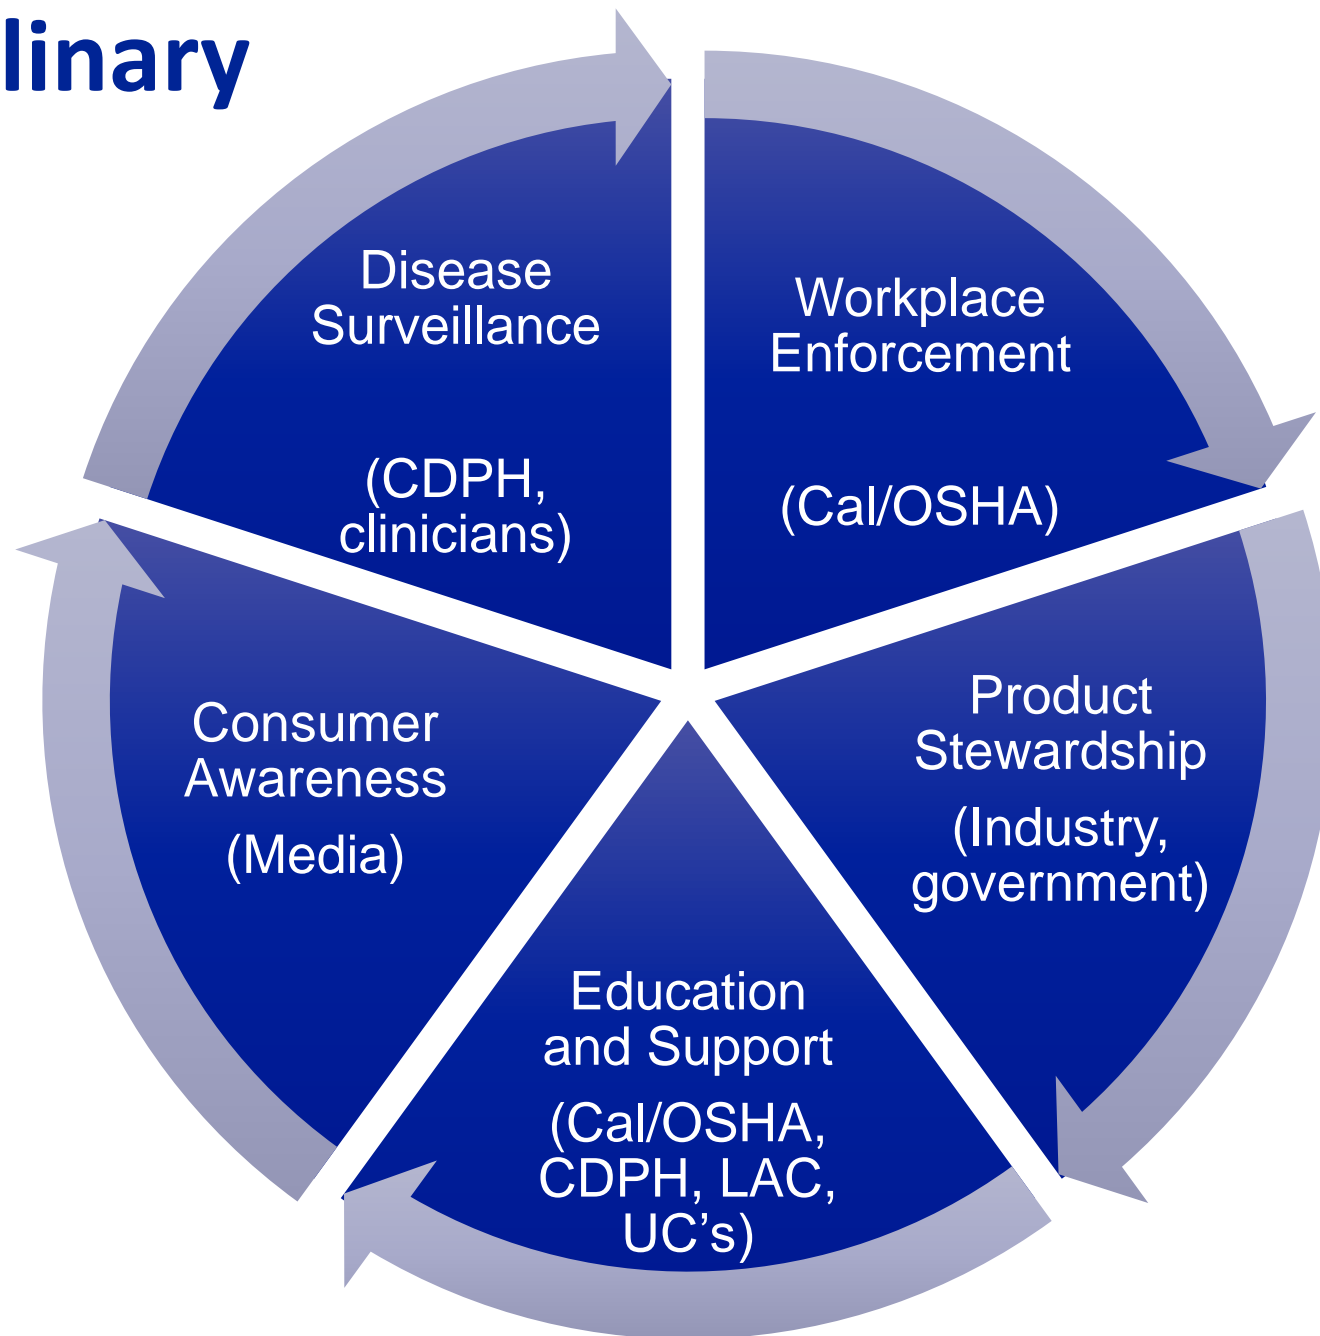 linary
Disease
Surveillance
(CDPH,
clinicians)
Workplace
Enforcement
(Cal/OSHA)
Product
Stewardship
(Industry,
government)
Education
and Support
(Cal/OSHA,
CDPH, LAC,
UC’s)
Consumer
Awareness
(Media)